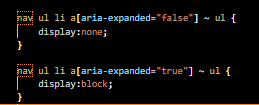 nav ul li a[aria-expanded="false"] ~ ul {
display:none;
}
nav ul li a[aria-expanded="true"] ~ ul {
display:block;
}